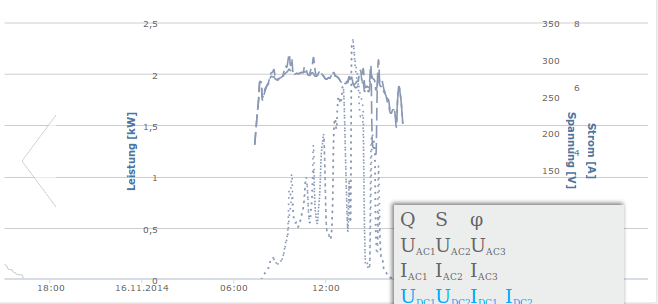 2,5
2
1,5
1
0,5
0
Leistung [kW]
350
300
250
200
150
8
6
4
Spannung [V]
Strom [A]
18:00
16.11.2014
06:00
12:00
Q S φ
UAC1 UAC2 UAC3
IAC1 IAC2 IAC3
UDC1 UDC2 IDC1 IDC2